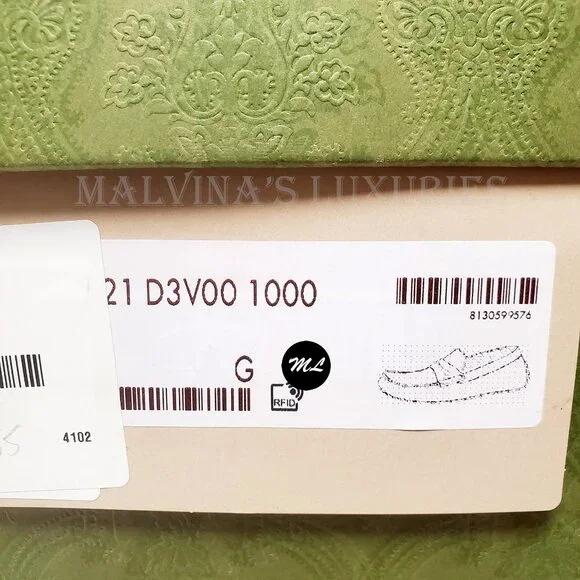 MALVINA'S LUXURIES
21 D3V00 1000
8130599576
G
ML
RFID
4102